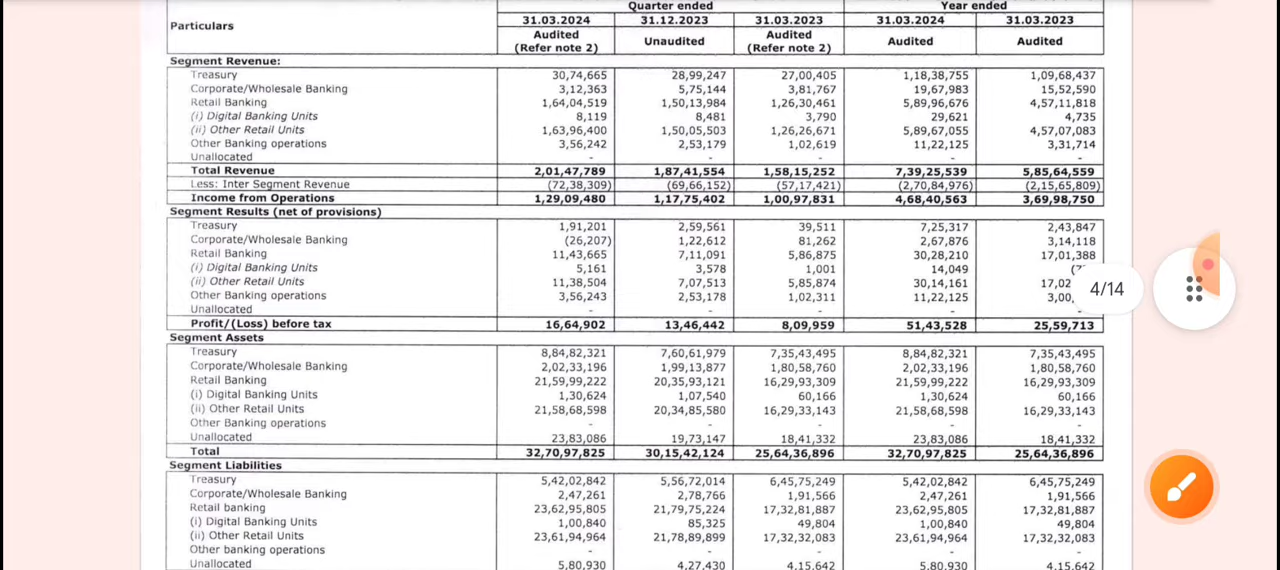 Quarter ended Year ended
Particulars 31.03.2024 31.12.2023 31.03.2023 31.03.2024 31.03.2023
Audited (Refer note 2) Unaudited Audited (Refer note 2) Audited Audited
Segment Revenue:
Treasury 30,74,665 28,99,247 27,00,405 1,18,38,755 1,09,68,437
Corporate/Wholesale Banking 3,12,363 5,75,144 3,81,767 19,67,983 15,52,590
Retail Banking 1,64,04,519 1,50,13,984 1,26,30,461 5,89,96,676 4,57,11,818
(i) Digital Banking Units 8,119 8,481 3,790 29,621 4,735
(ii) Other Retail Units 1,63,96,400 1,50,05,503 1,26,26,671 5,89,67,055 4,57,07,083
Other Banking operations 3,56,242 2,53,179 1,02,619 11,22,125 3,31,714
Unallocated - - - - -
Total Revenue 2,01,47,789 1,87,41,554 1,58,15,252 7,39,25,539 5,85,64,559
Less: Inter Segment Revenue (72,38,309) (69,66,152) (57,17,421) (2,70,84,976) (2,15,65,809)
Income from Operations 1,29,09,480 1,17,75,402 1,00,97,831 4,68,40,563 3,69,98,750
Segment Results (net of provisions)
Treasury 1,91,201 2,59,561 39,511 7,25,317 2,43,847
Corporate/Wholesale Banking (26,207) 1,22,612 81,262 2,67,876 3,14,118
Retail Banking 11,43,665 7,11,091 5,86,875 30,28,210 17,01,388
(i) Digital Banking Units 5,161 3,578 1,001 14,049
(ii) Other Retail Units 11,38,504 7,07,513 5,85,874 30,14,161 17,02
Other Banking operations 3,56,243 2,53,178 1,02,311 11,22,125 3,00,
Unallocated - - - - -
4/14
Profit/(Loss) before tax 16,64,902 13,46,442 8,09,959 51,43,528 25,59,713
Segment Assets
Treasury 8,84,82,321 7,60,61,979 7,35,43,495 8,84,82,321 7,35,43,495
Corporate/Wholesale Banking 2,02,33,196 1,99,13,877 1,80,58,760 2,02,33,196 1,80,58,760
Retail Banking 21,59,99,222 20,35,93,121 16,29,93,309 21,59,99,222 16,29,93,309
(i) Digital Banking Units 1,30,624 1,07,540 60,166 1,30,624 60,166
(ii) Other Retail Units 21,58,68,598 20,34,85,580 16,29,33,143 21,58,68,598 16,29,33,143
Other Banking operations - - - - -
Unallocated 23,83,086 19,73,147 18,41,332 23,83,086 18,41,332
Total 32,70,97,825 30,15,42,124 25,64,36,896 32,70,97,825 25,64,36,896
Segment Liabilities
Treasury 5,42,02,842 5,56,72,014 6,45,75,249 5,42,02,842 6,45,75,249
Corporate/Wholesale Banking 2,47,261 2,78,766 1,91,566 2,47,261 1,91,566
Retail banking 23,62,95,805 21,79,75,224 17,32,81,887 23,62,95,805 17,32,81,887
(i) Digital Banking Units 1,00,840 85,325 49,804 1,00,840 49,804
(ii) Other Retail Units 23,61,94,964 21,78,89,899 17,32,32,083 23,61,94,964 17,32,32,083
Other banking operations - - - - -
Unallocated 5,80,930 4,27,430 4,15,642 5,80,930 4,15,642